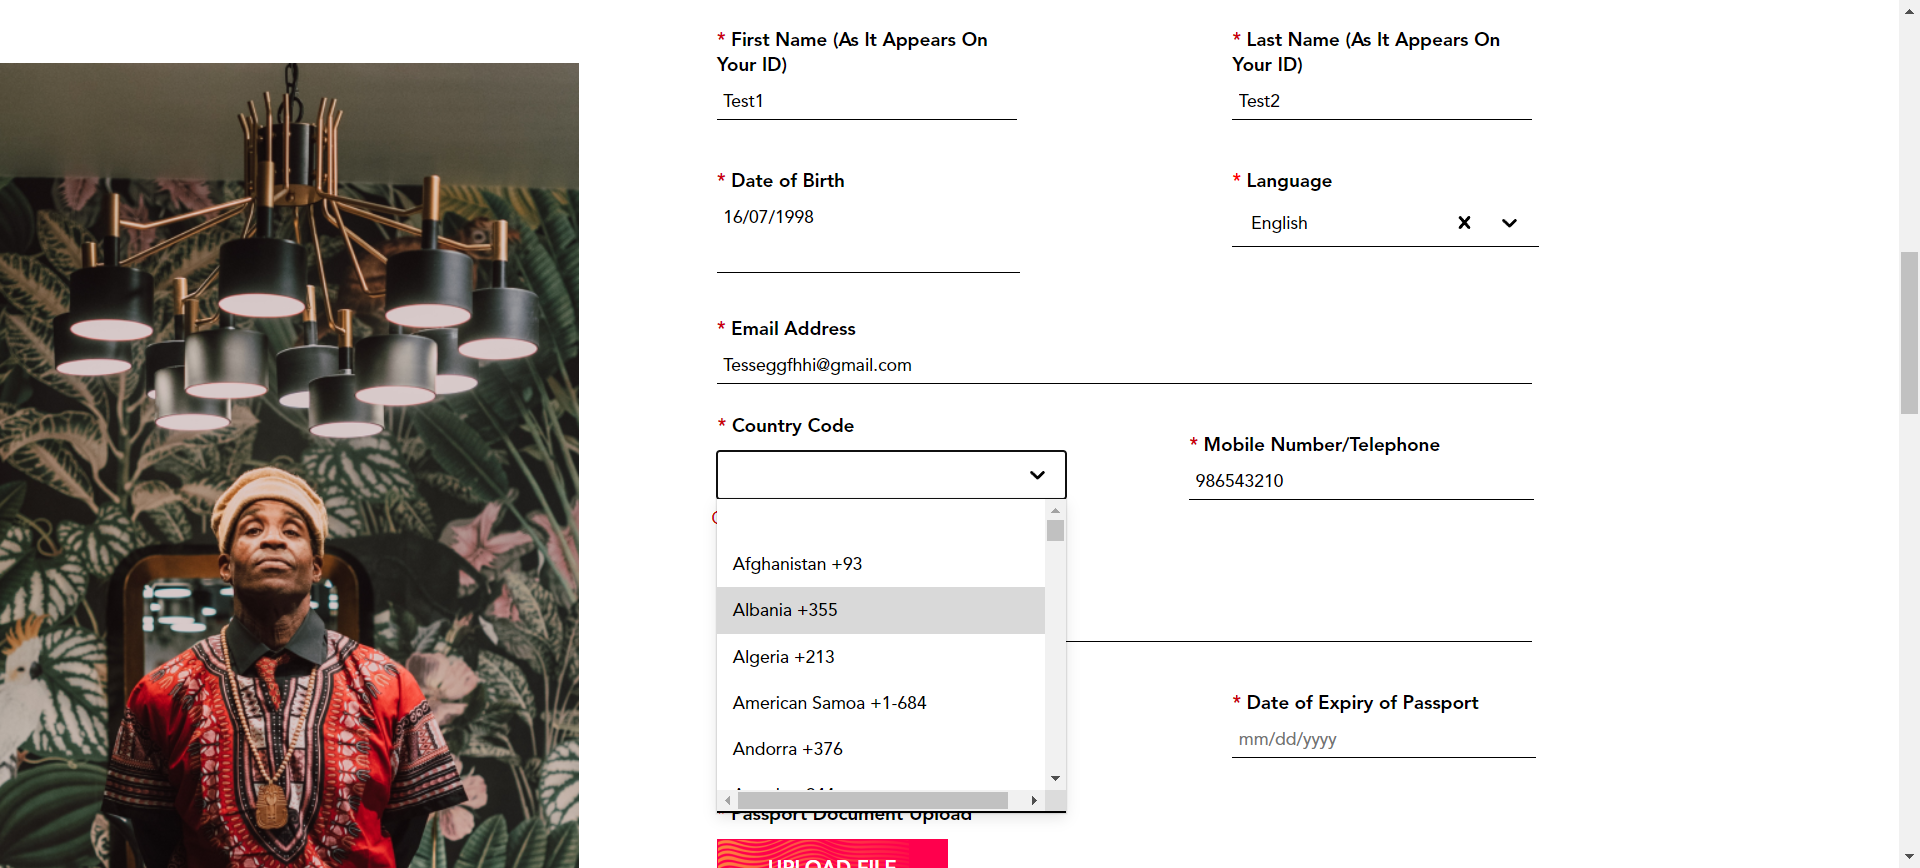 * First Name (As It Appears On
Your ID)
Test1
* Last Name (As It Appears On
Your ID)
Test2
* Date of Birth
16/07/1998
* Language
English
* Email Address
Tesseggfhhi@gmail.com
* Country Code
* Mobile Number/Telephone
986543210
Afghanistan +93
Albania +355
Algeria +213
American Samoa +1-684
Andorra +376
* Date of Expiry of Passport
mm/dd/yyyy
Passport Document Upload
UPLOAD FILE